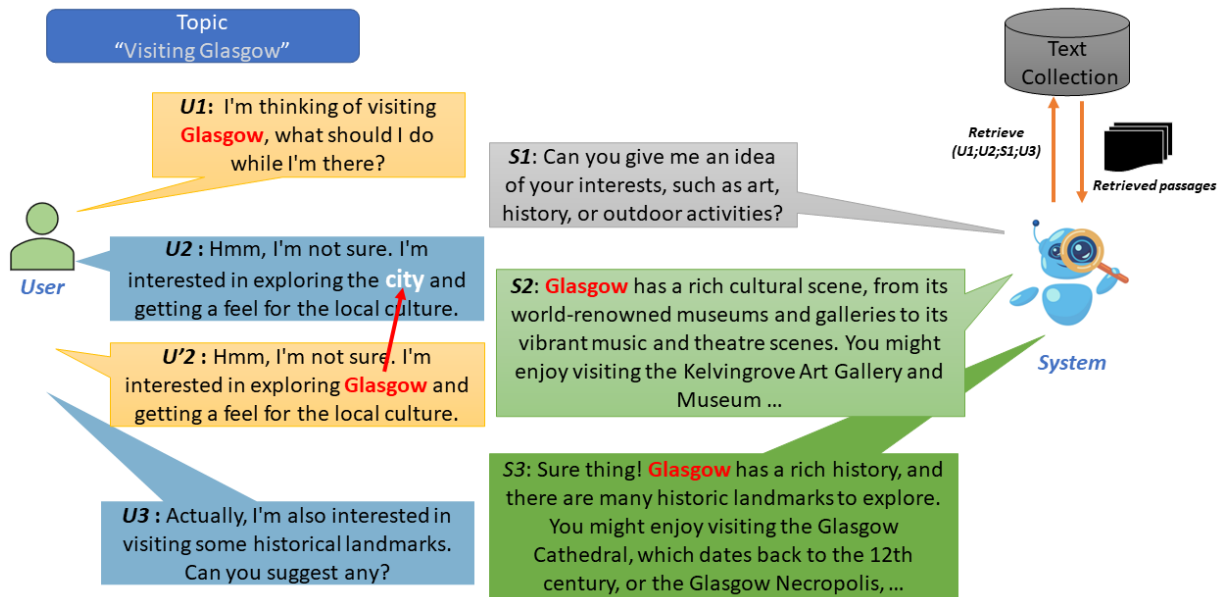 Topic
“Visiting Glasgow”
U1: I'm thinking of visiting
Glasgow, what should I do
while I'm there?
User
U2 : Hmm, I'm not sure. I'm
interested in exploring the city and
getting a feel for the local culture.
U’2 : Hmm, I'm not sure. I'm
interested in exploring Glasgow and
getting a feel for the local culture.
U3 : Actually, I'm also interested in
visiting some historical landmarks.
Can you suggest any?
Text
Collection
Retrieve
(U1;U2;S1;U3)
Retrieved passages
S1: Can you give me an idea
of your interests, such as art,
history, or outdoor activities?
S2: Glasgow has a rich cultural scene, from its
world-renowned museums and galleries to its
vibrant music and theatre scenes. You might
enjoy visiting the Kelvingrove Art Gallery and
Museum ...
System
S3: Sure thing! Glasgow has a rich history, and
there are many historic landmarks to explore.
You might enjoy visiting the Glasgow
Cathedral, which dates back to the 12th
century, or the Glasgow Necropolis, ...